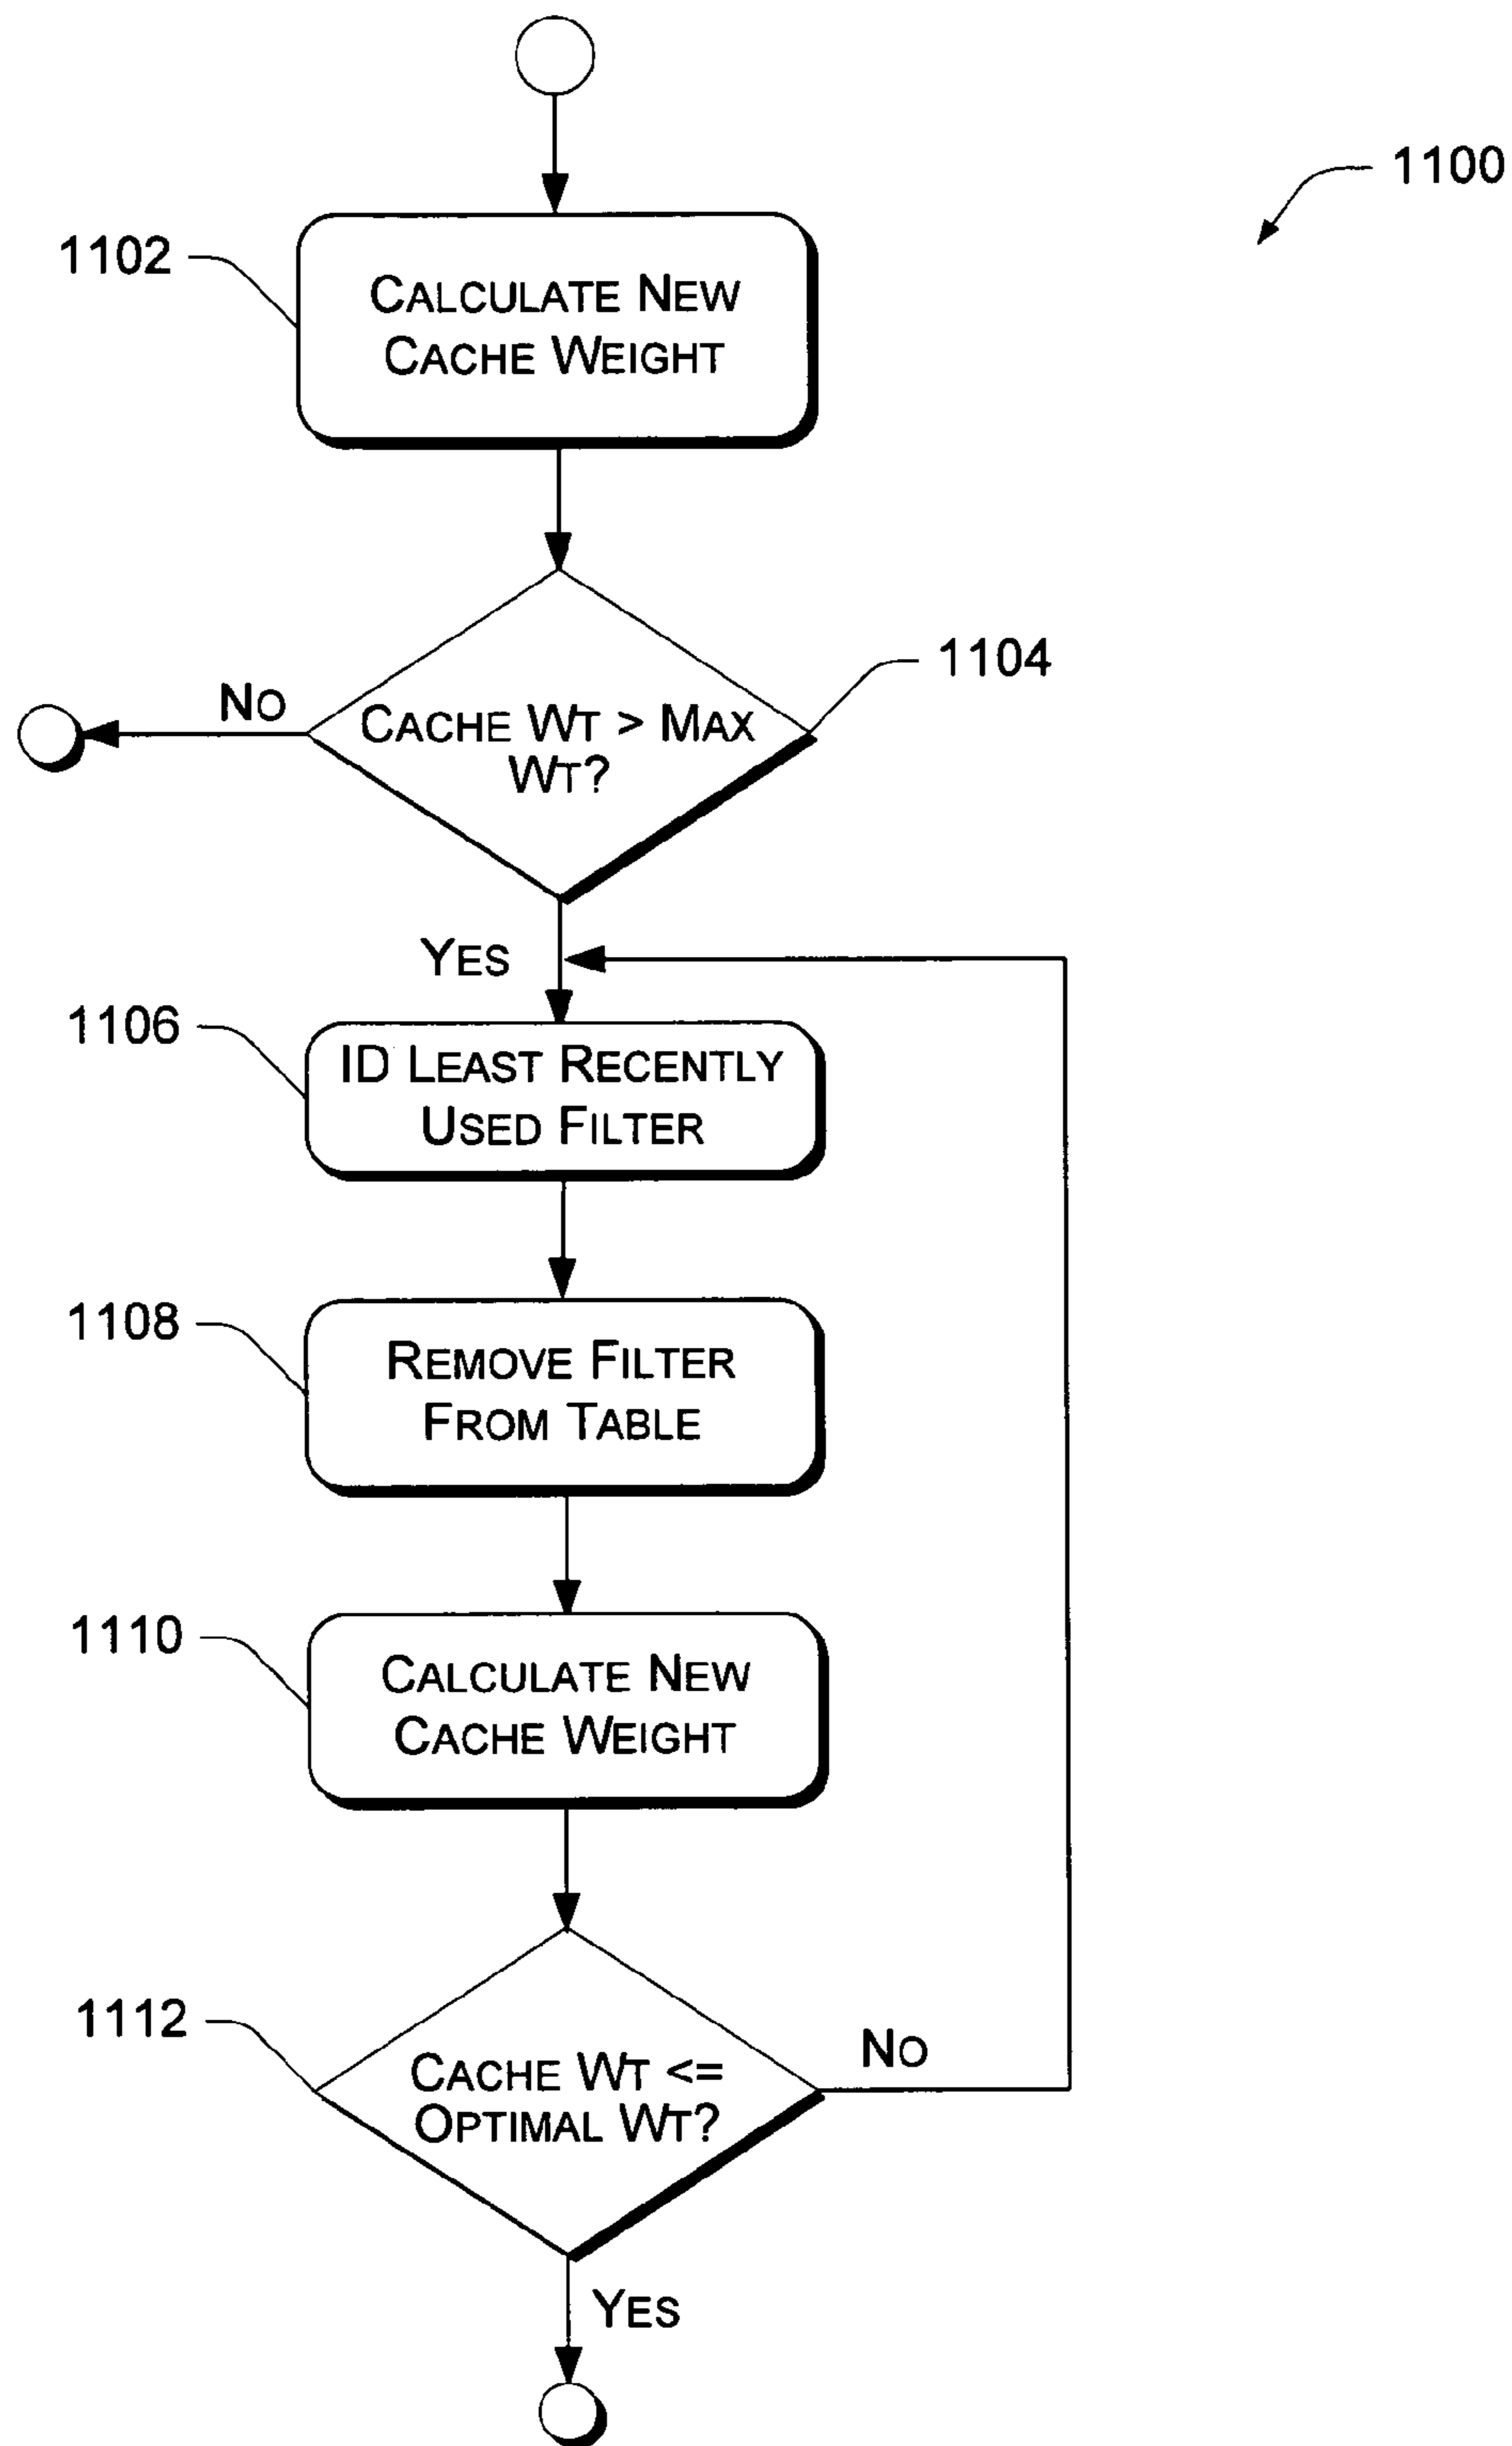 1100
1102
CALCULATE NEW
CACHE WEIGHT
1104
NO
CACHE WT > MAX
WT?
YES
1106
ID LEAST RECENTLY
USED FILTER
1108
REMOVE FILTER
FROM TABLE
1110
CALCULATE NEW
CACHE WEIGHT
1112
CACHE WT <=
OPTIMAL WT?
NO
YES